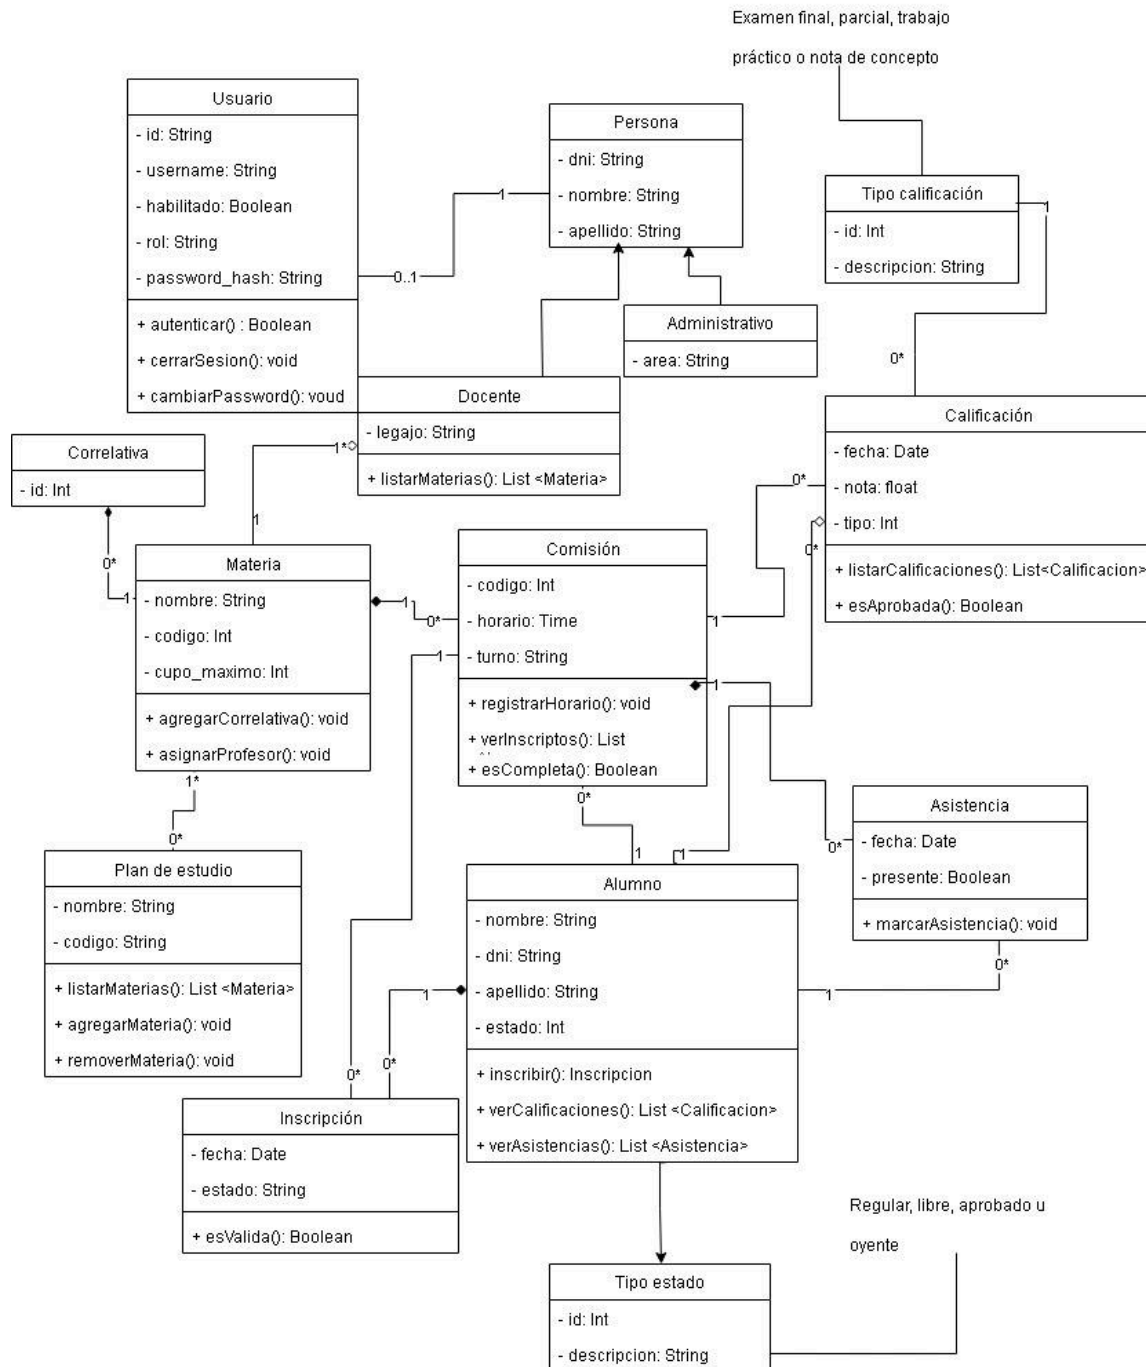 Examen final, parcial, trabajo
práctico o nota de concepto
Usuario
- id: String
- username: String
- habilitado: Boolean
- rol: String
- password_hash: String
+ autenticar() : Boolean
+ cerrarSesion(): void
+ cambiarPassword(): voud
Persona
- dni: String
- nombre: String
- apellido: String
1
0..1
Tipo calificación
- id: Int
- descripcion: String
1
0*
Administrativo
- area: String
Docente
- legajo: String
+ listarMaterias(): List <Materia>
1*
1
Calificación
- fecha: Date
- nota: float
- tipo: Int
+ listarCalificaciones(): List<Calificacion>
+ esAprobada(): Boolean
0*
0*
Correlativa
- id: Int
0*
1
Materia
- nombre: String
- codigo: Int
- cupo_maximo: Int
+ agregarCorrelativa(): void
+ asignarProfesor(): void
1
0*
1
Comisión
- codigo: Int
- horario: Time
- turno: String
+ registrarHorario(): void
+ verInscriptos(): List
+ esCompleta(): Boolean
1
1
0*
1
1*
0*
Plan de estudio
- nombre: String
- codigo: String
+ listarMaterias(): List <Materia>
+ agregarMateria(): void
+ removerMateria(): void
Asistencia
- fecha: Date
- presente: Boolean
+ marcarAsistencia(): void
0*
0*
Alumno
- nombre: String
- dni: String
- apellido: String
- estado: Int
+ inscribir(): Inscripcion
+ verCalificaciones(): List <Calificacion>
+ verAsistencias(): List <Asistencia>
1
1
1
0*
0*
Inscripción
- fecha: Date
- estado: String
+ esValida(): Boolean
Regular, libre, aprobado u
oyente
Tipo estado
- id: Int
- descripcion: String